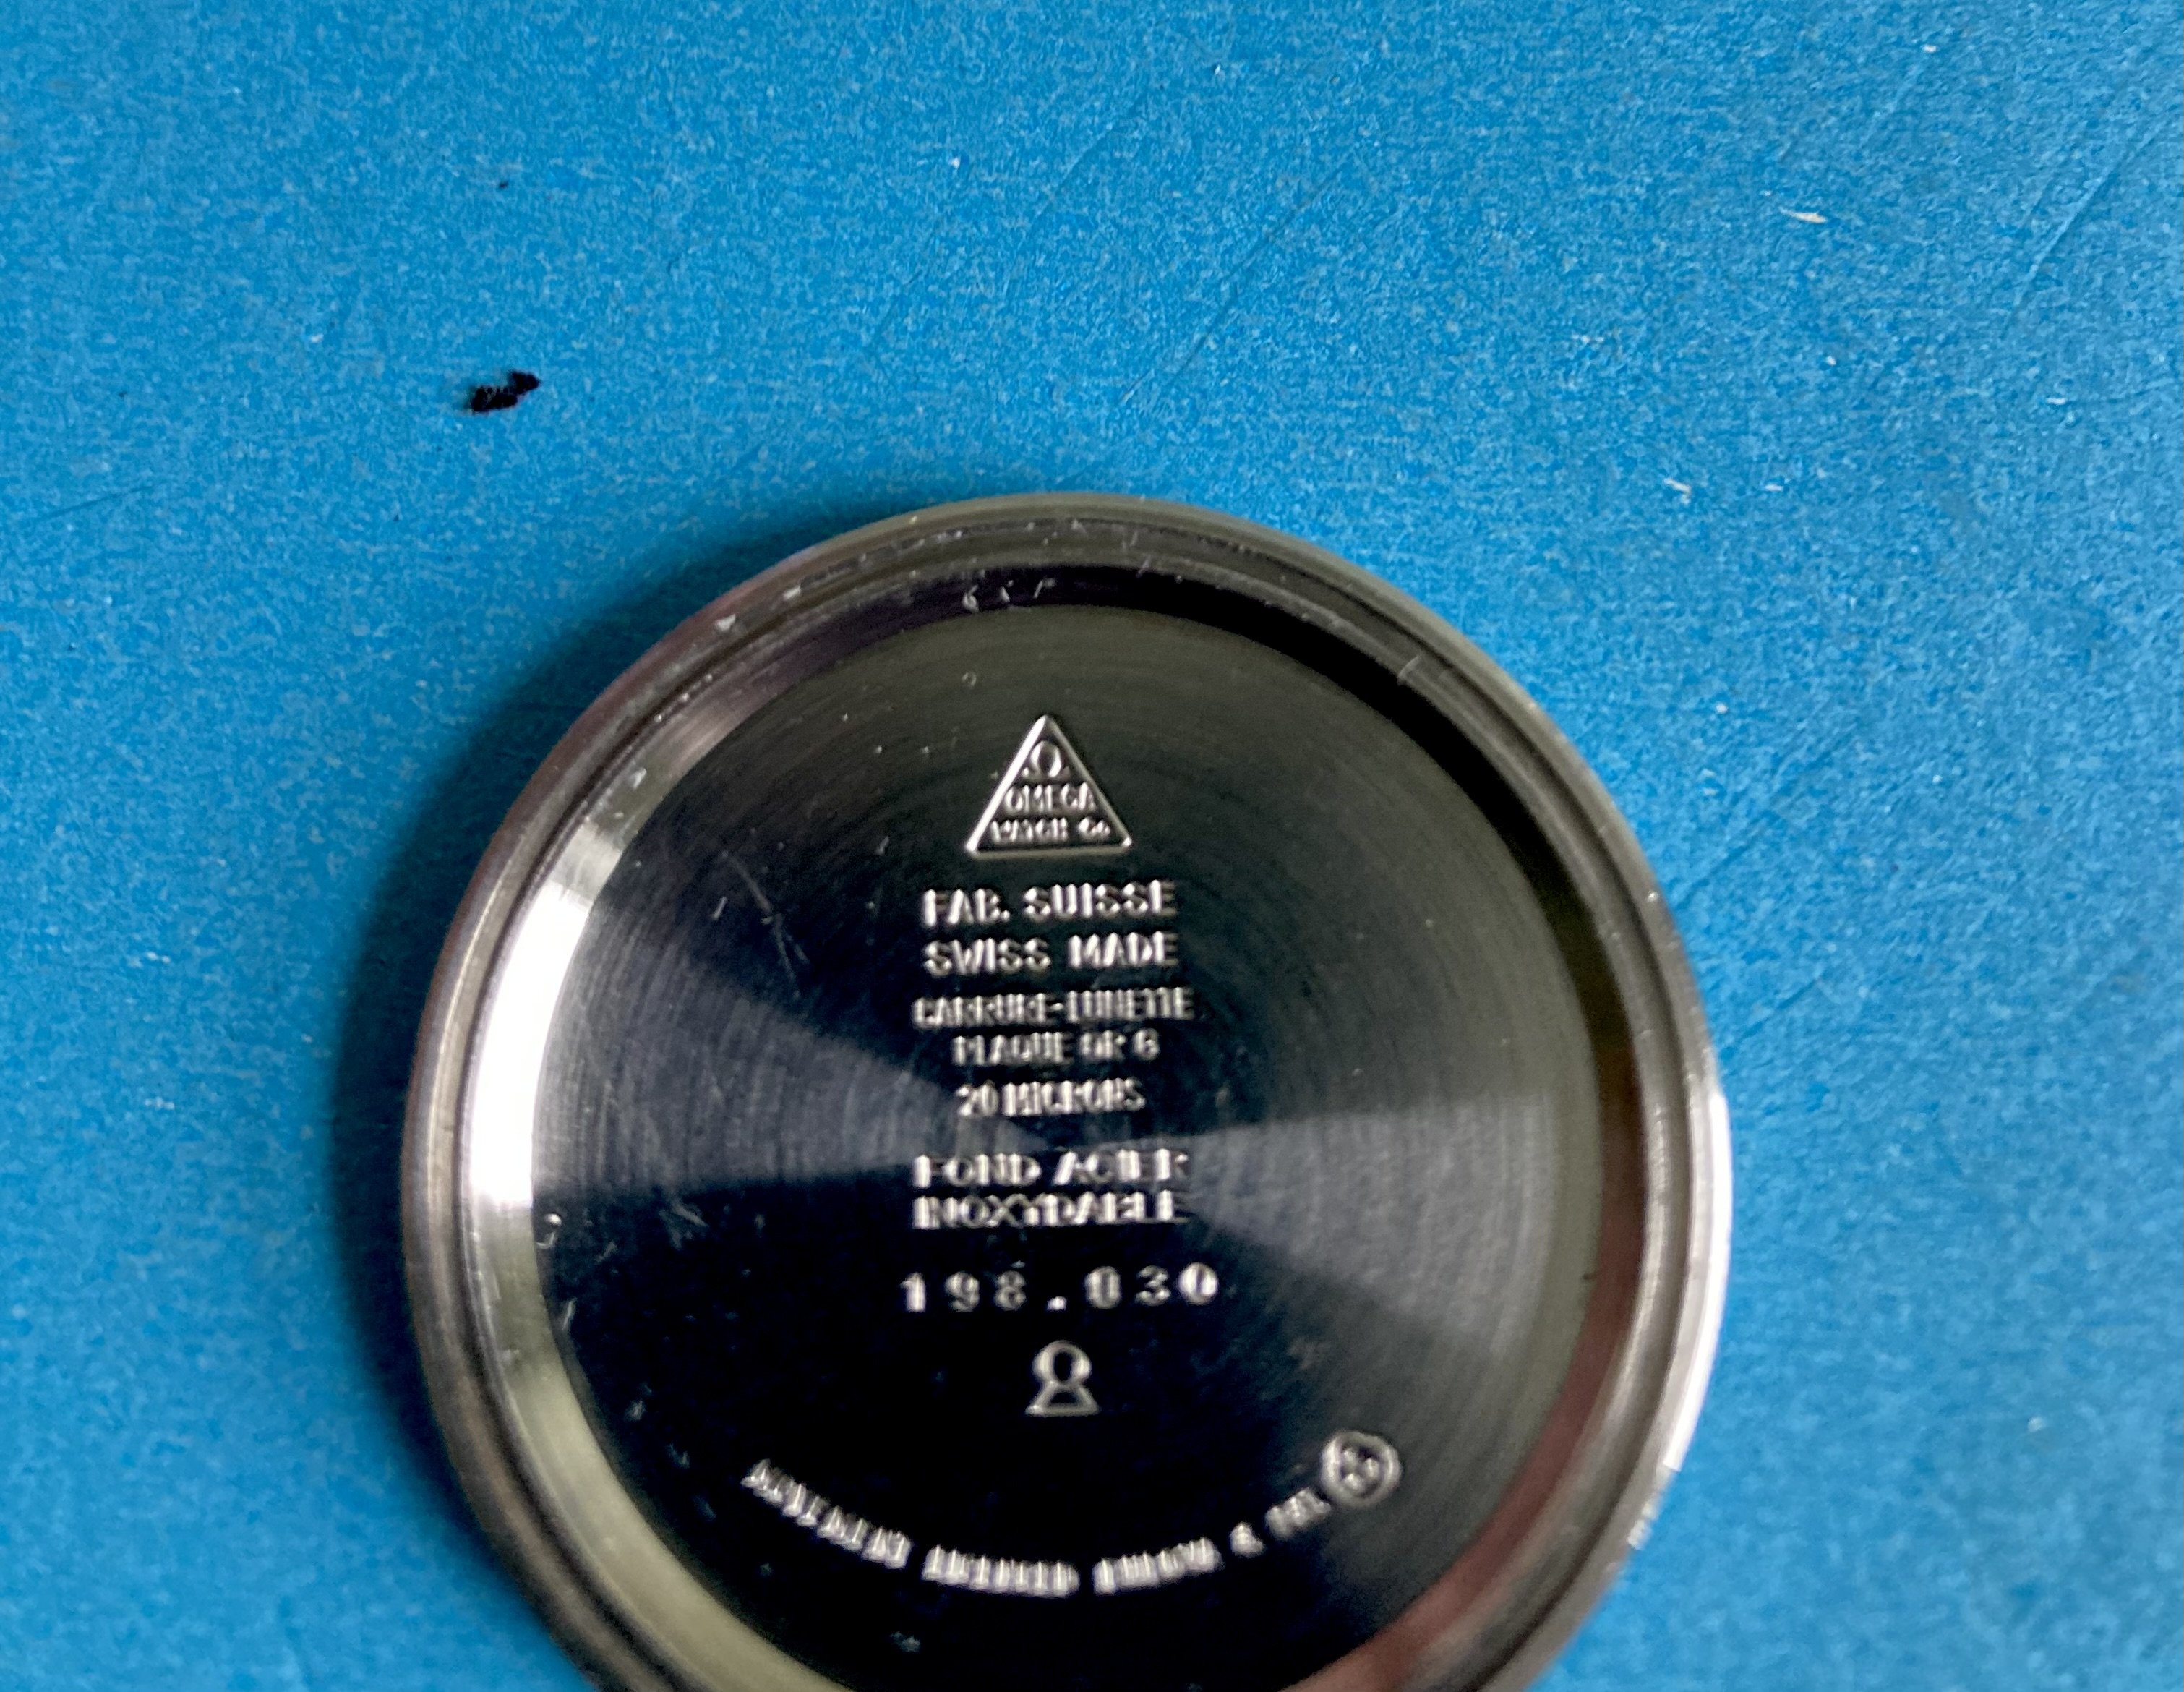 Ω
OMEGA
WATCH Co
FAB. SUISSE
SWISS MADE
CARRURE-LUNETTE
PLAQUE OR G
20 MICRONS
FOND ACIER
INOXYDABLE
198.030